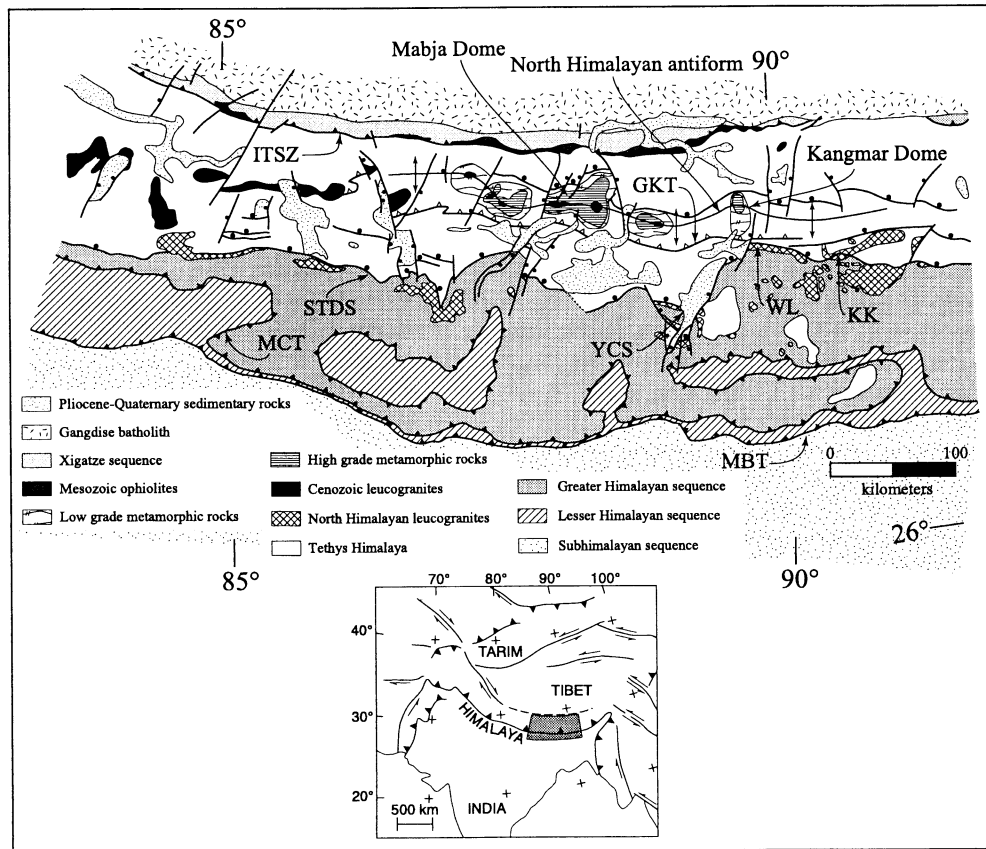 85°
Mabja Dome
North Himalayan antiform
90°
ITSZ
GKT
Kangmar Dome
STDS
MCT
YCS
WL
KK
MBT
Pliocene-Quaternary sedimentary rocks
Gangdise batholith
Xigatze sequence
Mesozoic ophiolites
Low grade metamorphic rocks
High grade metamorphic rocks
Cenozoic leucogranites
North Himalayan leucogranites
Tethys Himalaya
Greater Himalayan sequence
Lesser Himalayan sequence
Subhimalayan sequence
0 100
kilometers
26°
85°
90°
70° 80° 90° 100°
40°
30°
20°
TARIM
TIBET
HIMALAYA
INDIA
500 km